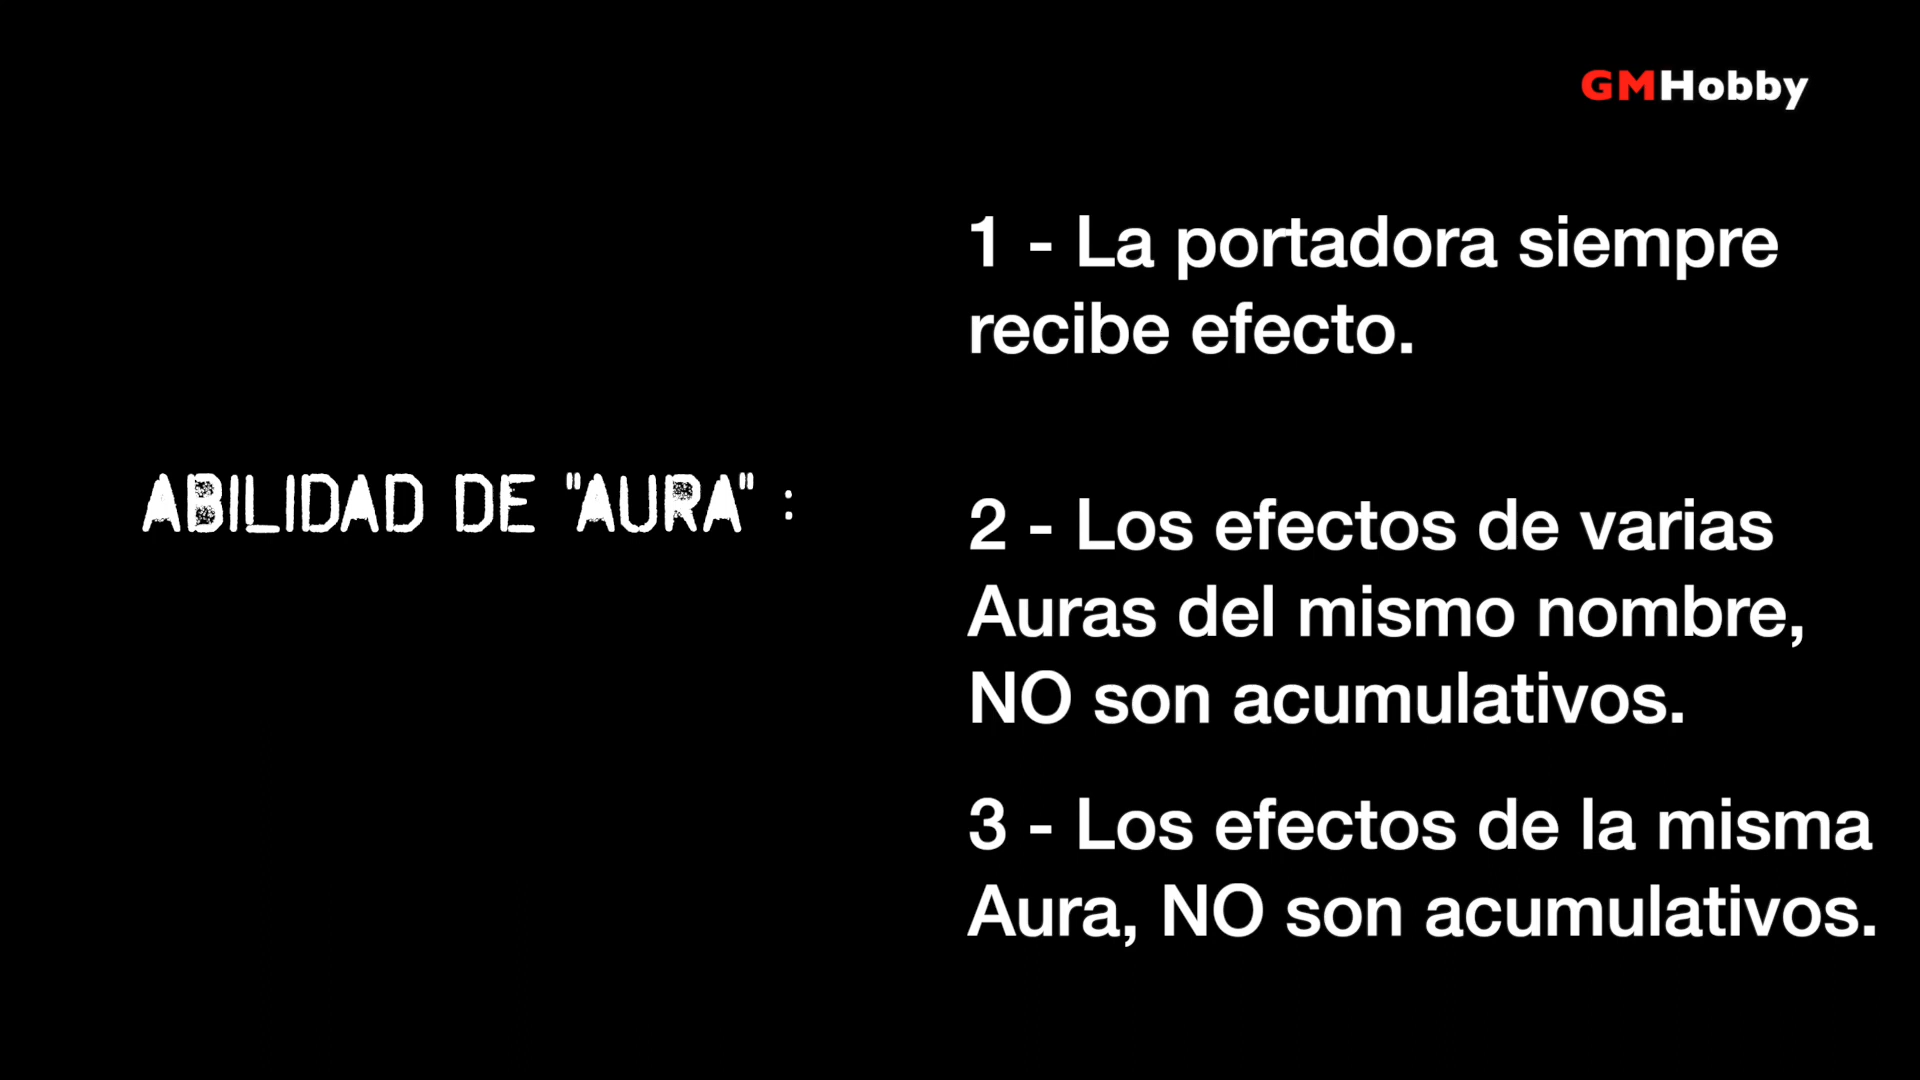 GMHobby
ABILIDAD DE "AURA" :
1 - La portadora siempre
recibe efecto.
2 - Los efectos de varias
Auras del mismo nombre,
NO son acumulativos.
3 - Los efectos de la misma
Aura, NO son acumulativos.